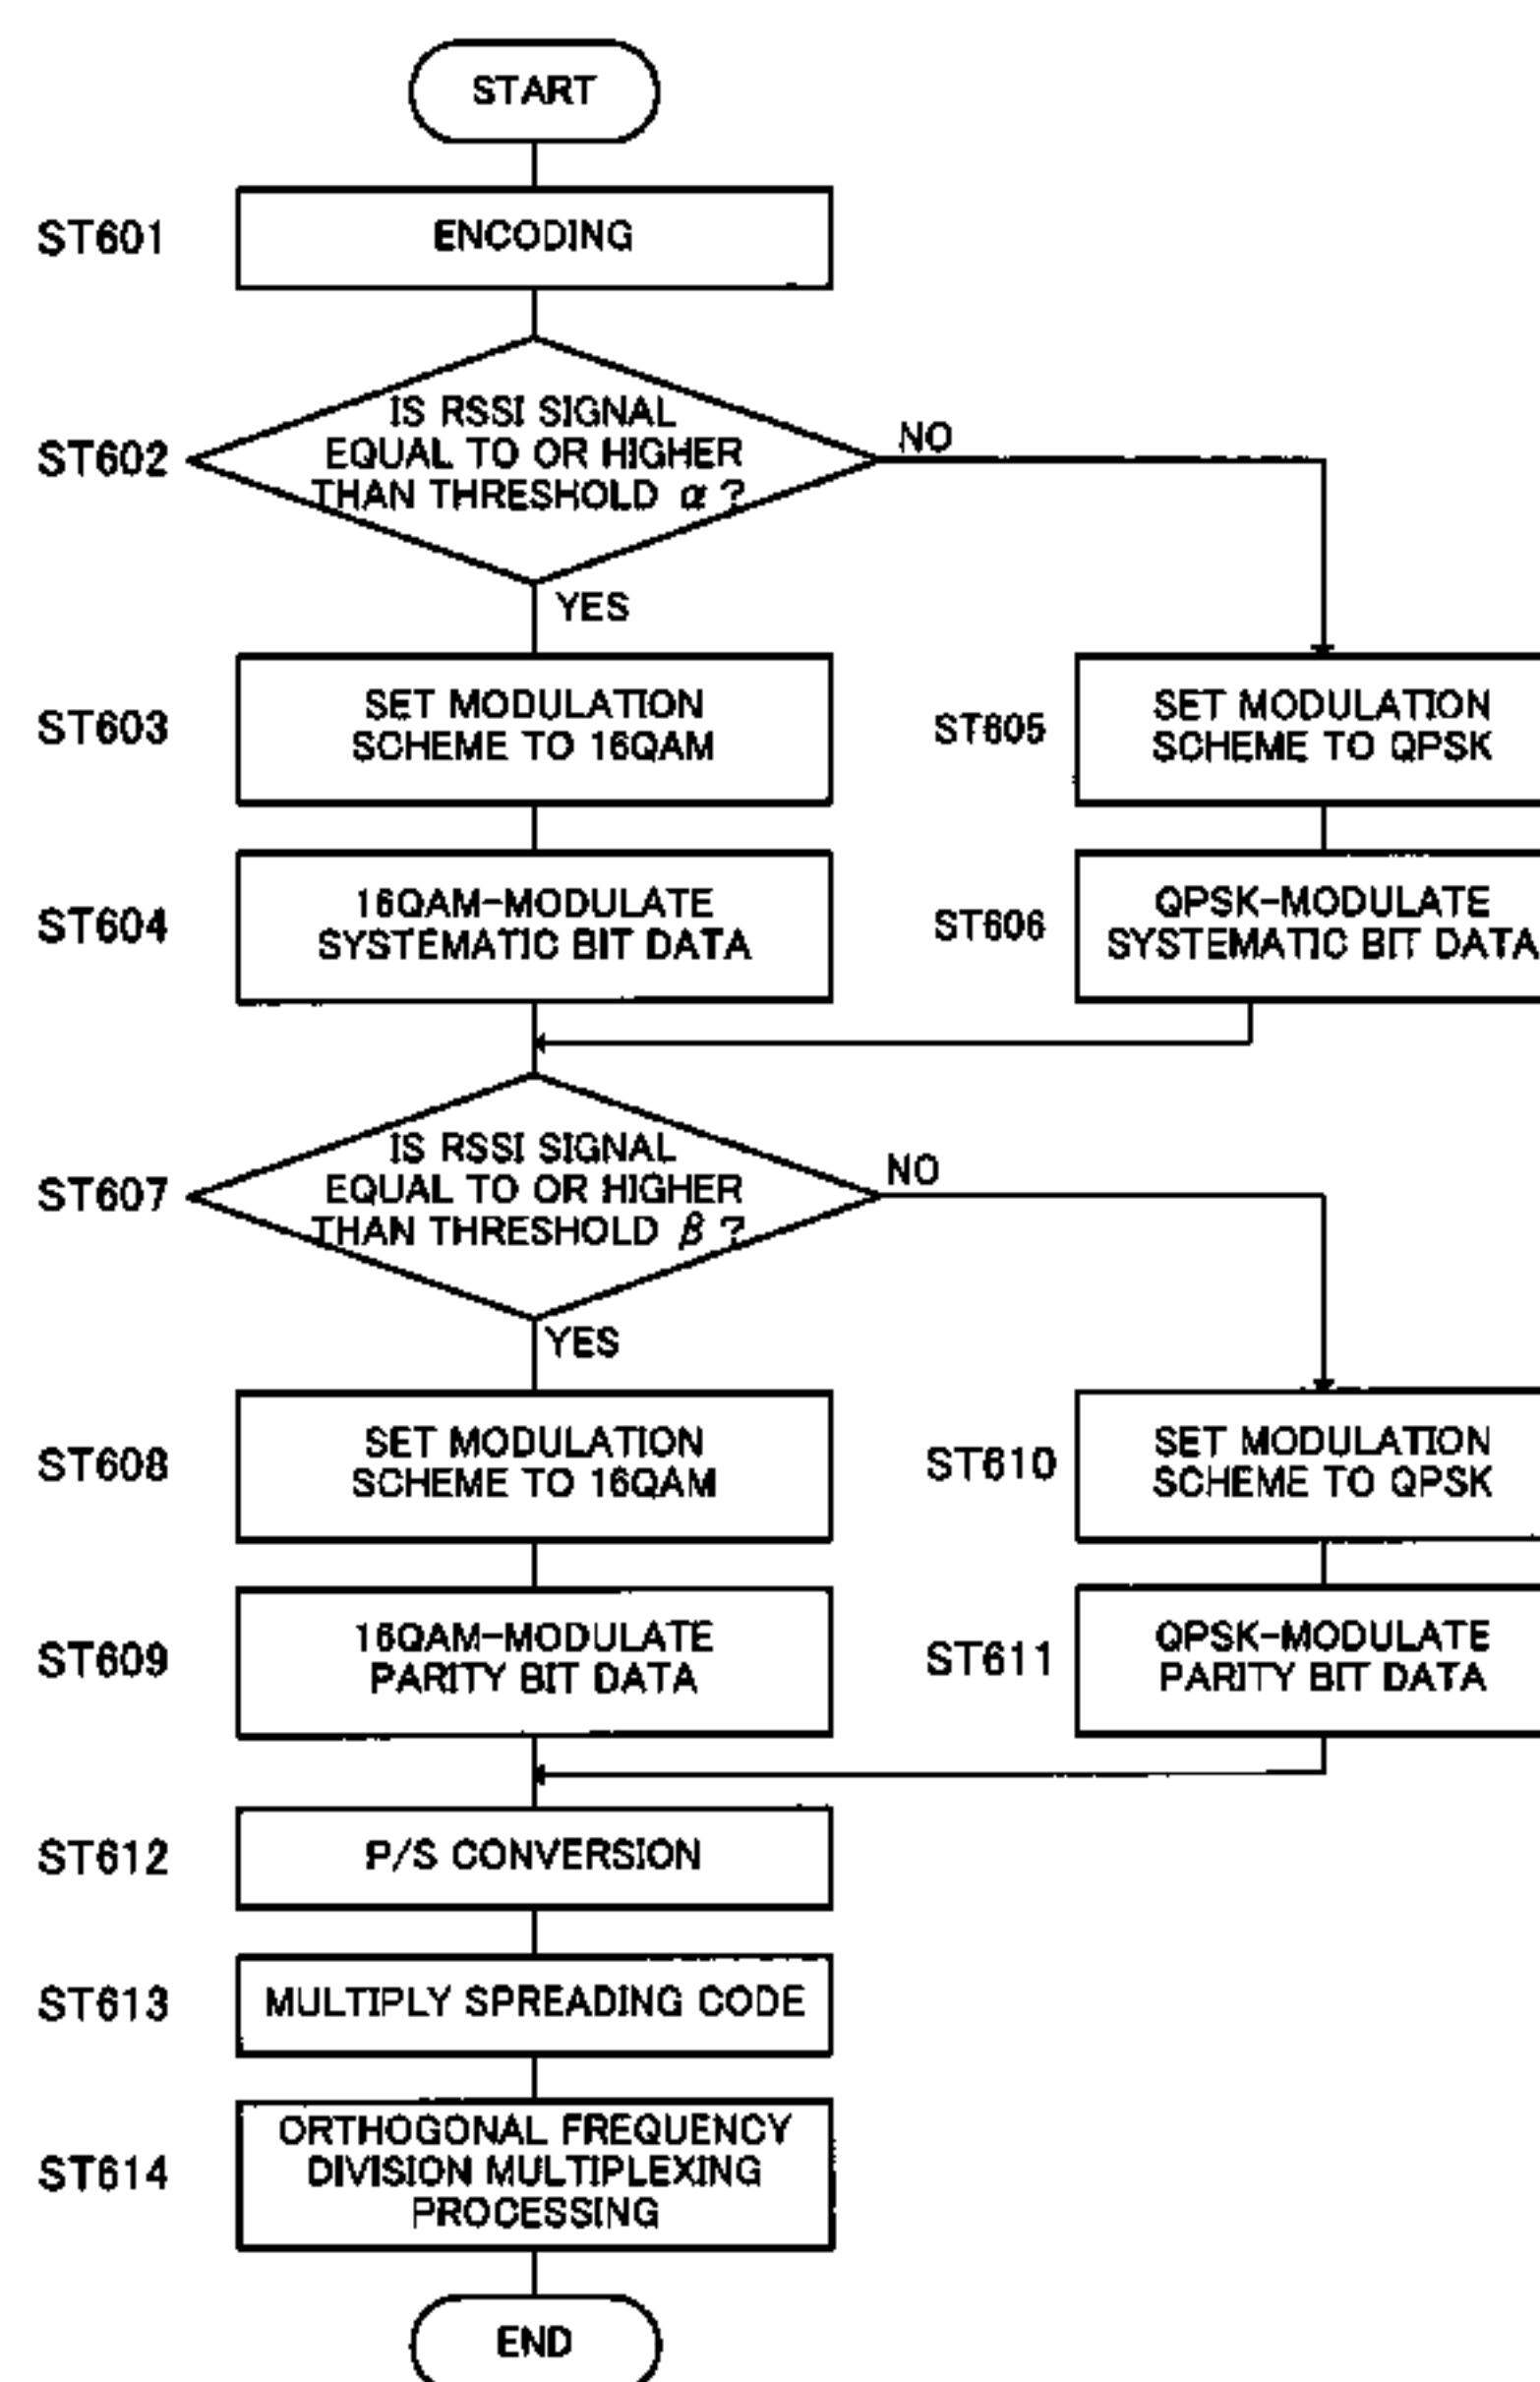 START
ST601
ENCODING
ST602
IS RSSI SIGNAL
EQUAL TO OR HIGHER
THAN THRESHOLD α ?
NO
YES
ST603
SET MODULATION
SCHEME TO 16QAM
ST605
SET MODULATION
SCHEME TO QPSK
ST604
16QAM-MODULATE
SYSTEMATIC BIT DATA
ST606
QPSK-MODULATE
SYSTEMATIC BIT DATA
ST607
IS RSSI SIGNAL
EQUAL TO OR HIGHER
THAN THRESHOLD β ?
NO
YES
ST608
SET MODULATION
SCHEME TO 16QAM
ST610
SET MODULATION
SCHEME TO QPSK
ST609
16QAM-MODULATE
PARITY BIT DATA
ST611
QPSK-MODULATE
PARITY BIT DATA
ST612
P/S CONVERSION
ST613
MULTIPLY SPREADING CODE
ST614
ORTHOGONAL FREQUENCY
DIVISION MULTIPLEXING
PROCESSING
END